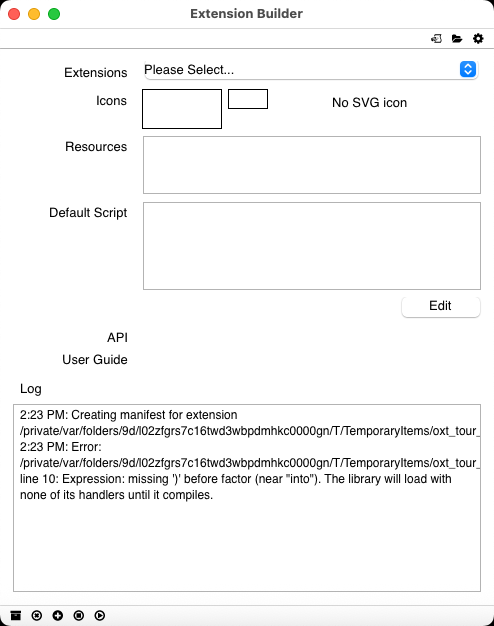 Extension Builder
Extensions
Please Select...
Icons
No SVG icon
Resources
Default Script
Edit
API
User Guide
Log
2:23 PM: Creating manifest for extension
/private/var/folders/9d/l02zfgrs7c16twd3wbpdmhkc0000gn/T/TemporaryItems/oxt_tour_
2:23 PM: Error:
/private/var/folders/9d/l02zfgrs7c16twd3wbpdmhkc0000gn/T/TemporaryItems/oxt_tour_
line 10: Expression: missing ')' before factor (near "into"). The library will load with
none of its handlers until it compiles.